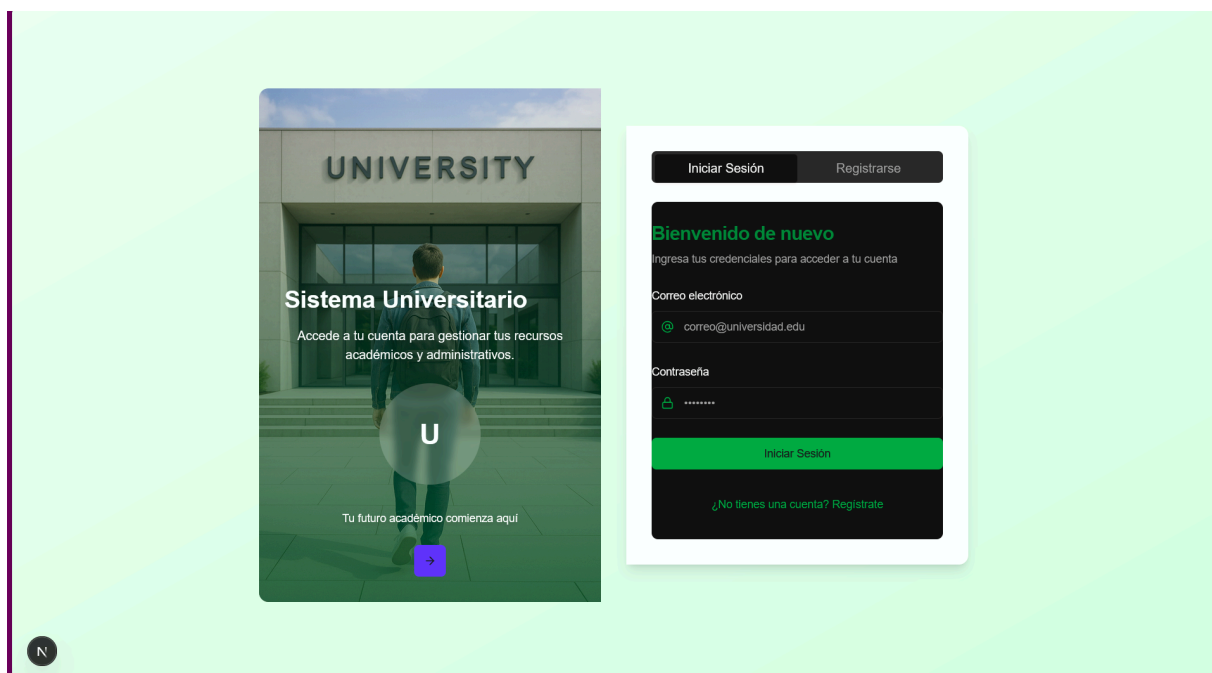 UNIVERSITY
Sistema Universitario
Accede a tu cuenta para gestionar tus recursos
académicos y administrativos.
U
Tu futuro académico comienza aquí
Iniciar Sesión
Registrarse
Bienvenido de nuevo
Ingresa tus credenciales para acceder a tu cuenta
Correo electrónico
@ correo@universidad.edu
Contraseña
••••••••
Iniciar Sesión
¿No tienes una cuenta? Regístrate
N